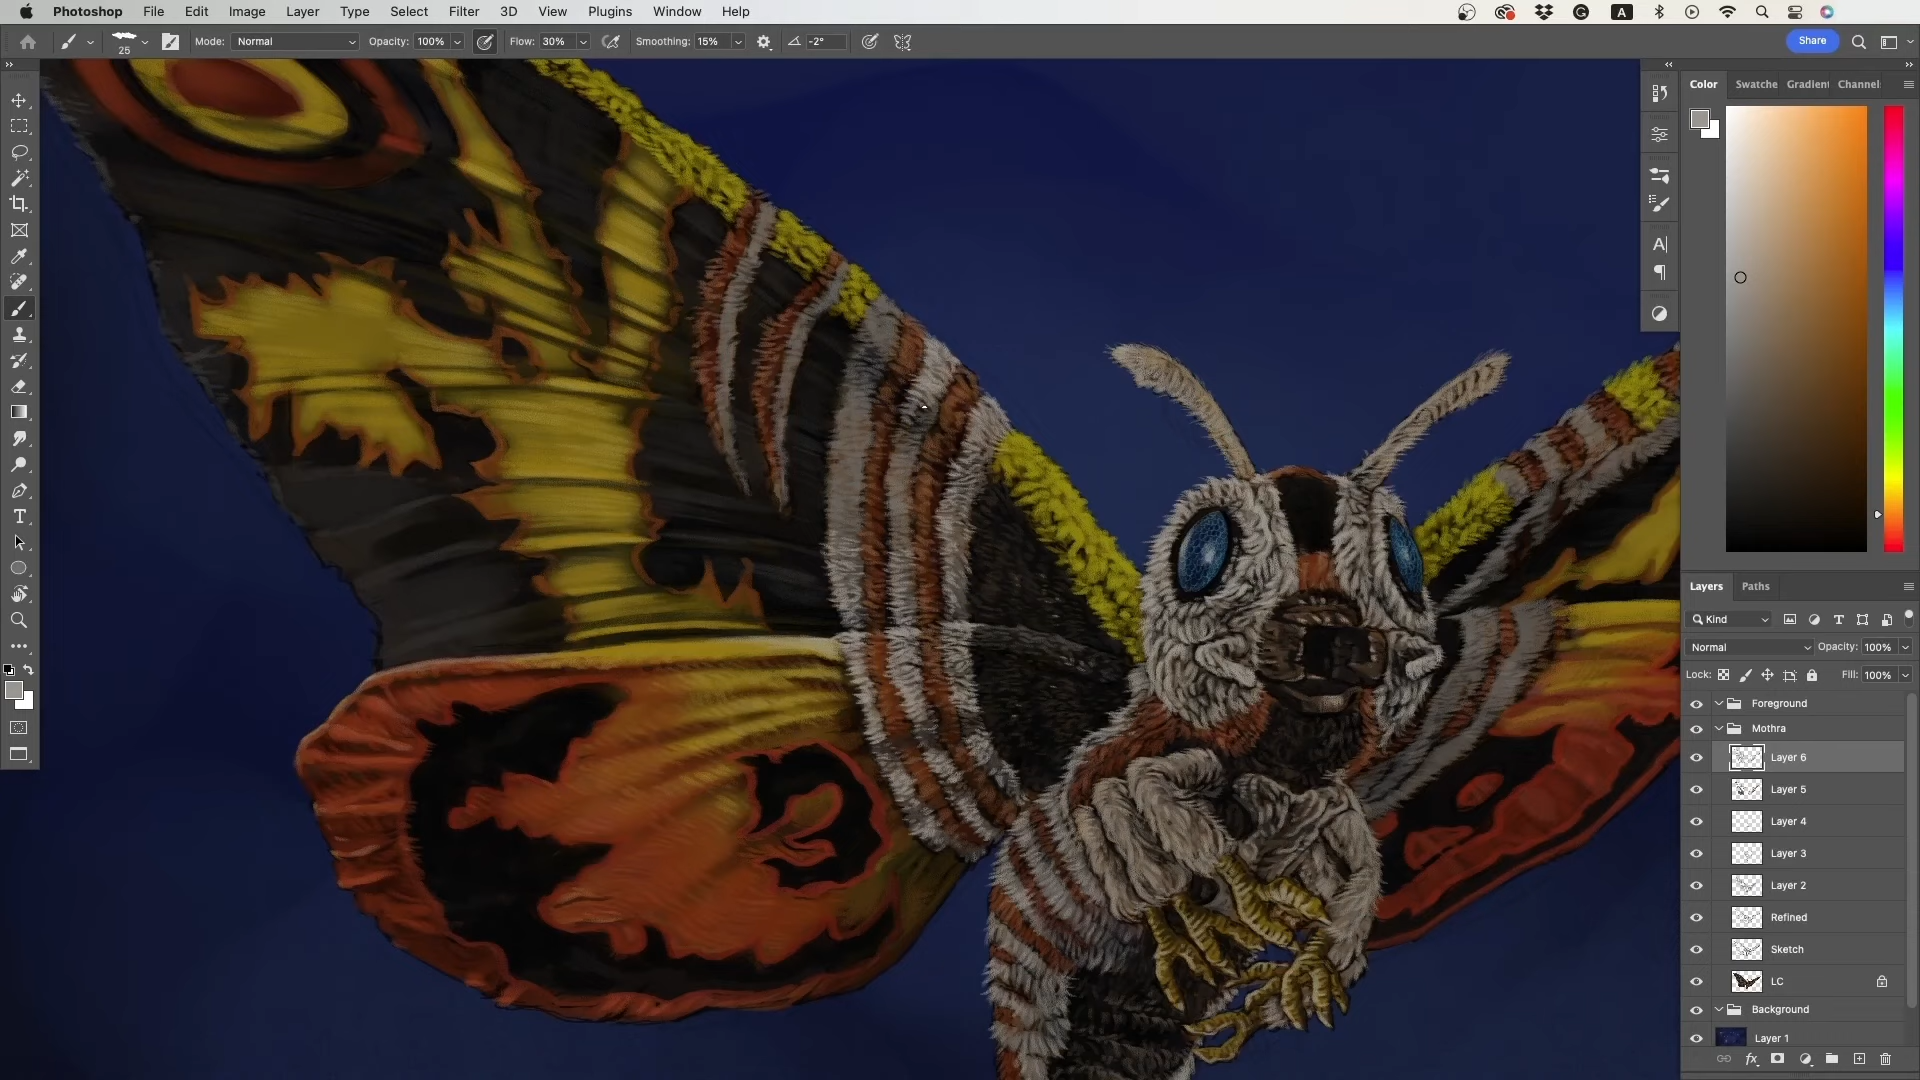 Photoshop File Edit Image Layer Type Select Filter 3D View Plugins Window Help A
25 Mode: Normal Opacity: 100% Flow: 30% Smoothing: 15% -2° Share
Color Swatche Gradien Channel
Layers Paths
Kind
Normal Opacity: 100%
Lock: Fill: 100%
Foreground
Mothra
Layer 6
Layer 5
Layer 4
Layer 3
Layer 2
Refined
Sketch
LC
Background
Layer 1